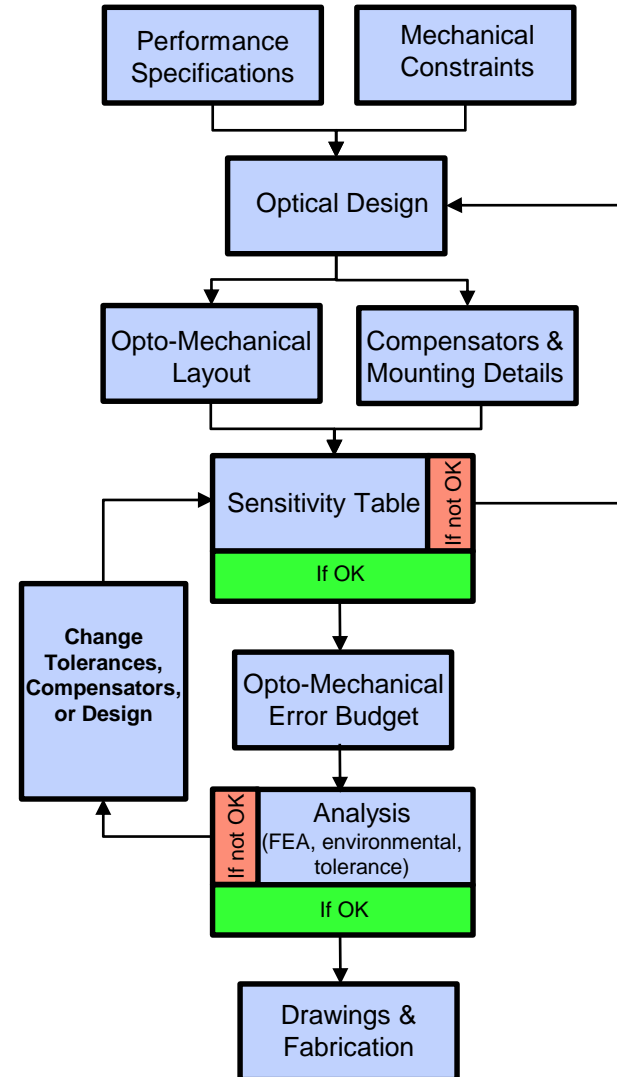 Performance
Specifications
Mechanical
Constraints
Optical Design
Opto-Mechanical
Layout
Compensators &
Mounting Details
Sensitivity Table
If not OK
If OK
Change
Tolerances,
Compensators,
or Design
Opto-Mechanical
Error Budget
If not OK
Analysis
(FEA, environmental,
tolerance)
If OK
Drawings &
Fabrication